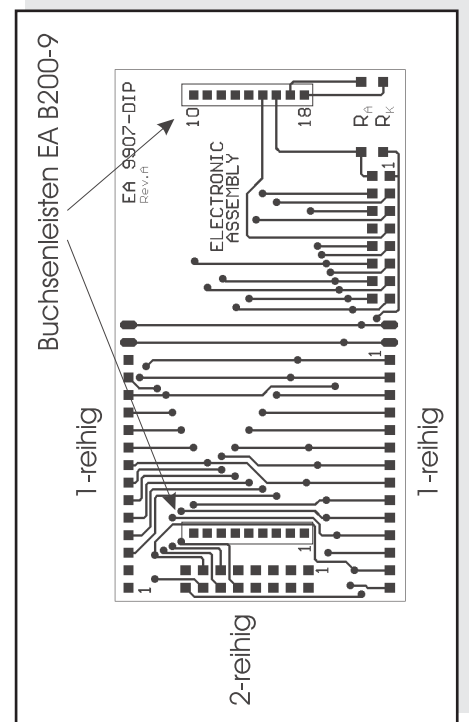 Buchsenleisten EA B200-9
EA 9907-DIP
Rev.A
10
18
ELECTRONIC
ASSEMBLY
RA
RK
1
1
1-reihig
1-reihig
1
1
1
2-reihig